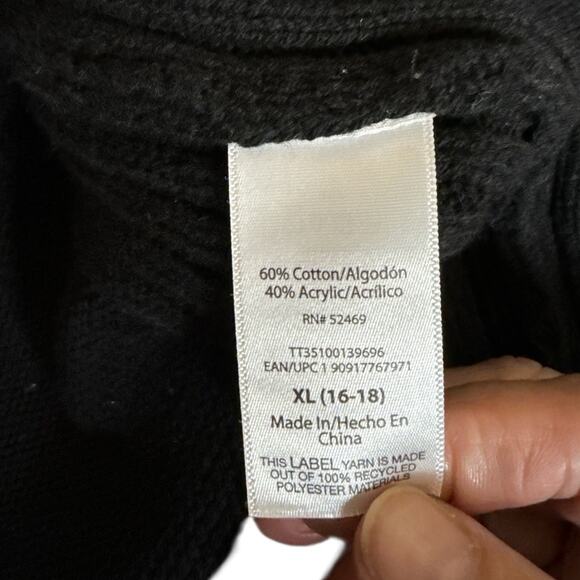 60% Cotton/Algodón
40% Acrylic/Acrílico
RN# 52469
TT35100139696
EAN/UPC 1 90917767971
XL (16-18)
Made In/Hecho En
China
THIS LABEL YARN IS MADE
OUT OF 100% RECYCLED
POLYESTER MATERIALS